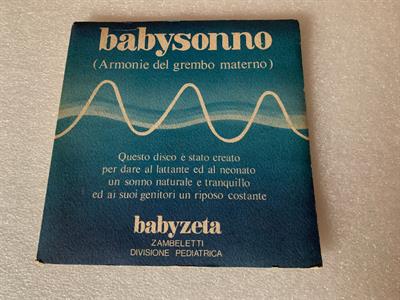 babysonno
(Armonie del grembo materno)
Questo disco è stato creato
per dare al lattante ed al neonato
un sonno naturale e tranquillo
ed ai suoi genitori un riposo costante
babyzeta
ZAMBELETTI
DIVISIONE PEDIATRICA